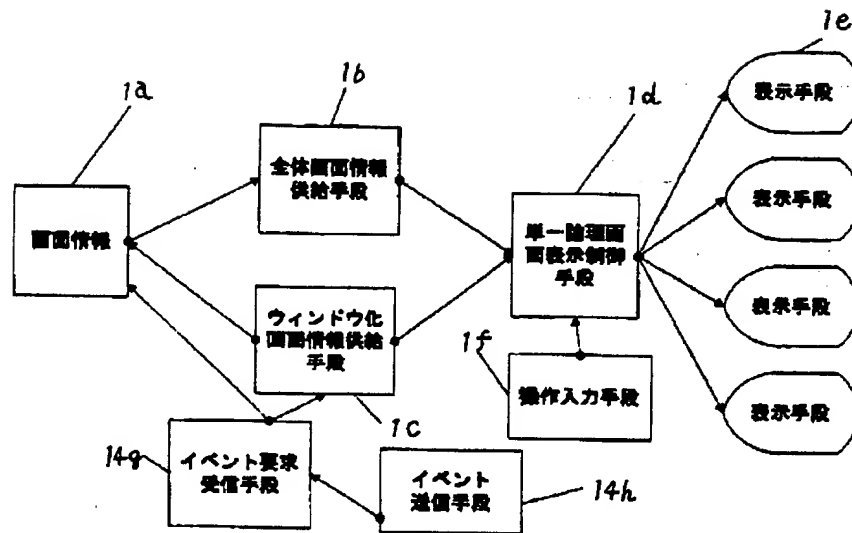 1e
1a
1b
1d
表示手段
全体画面情報
供給手段
表示手段
画面情報
単一論理画
面表示制御
手段
表示手段
ウィンドウ化
画面情報供給
手段
1f
操作入力手段
表示手段
1c
14g
イベント要求
受信手段
イベント
送信手段
14h